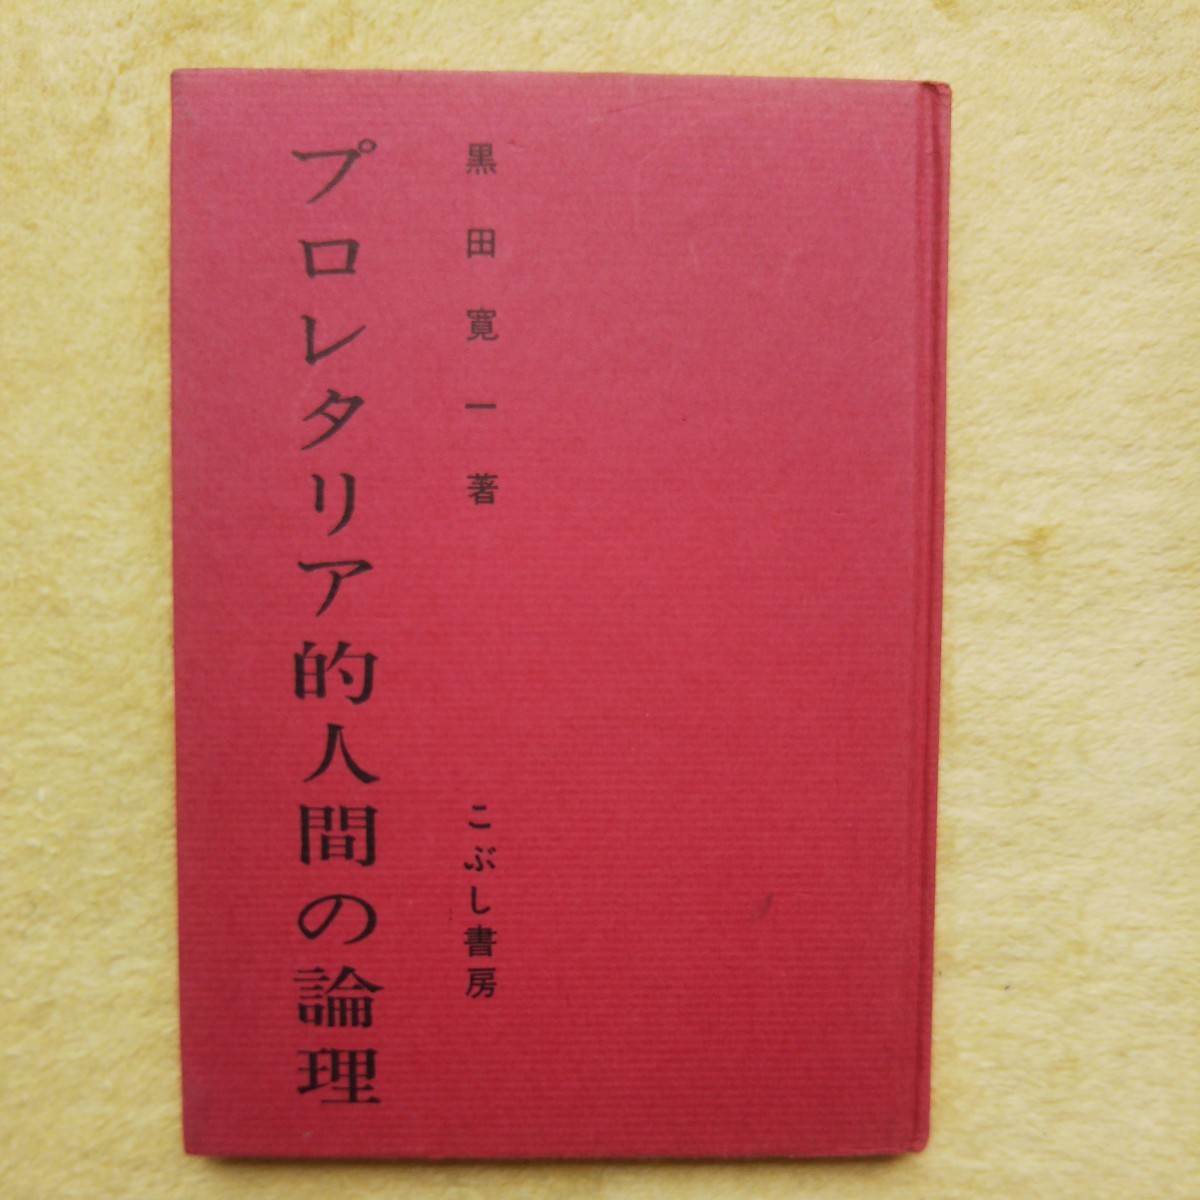 黒田寛一著
こぶし書房
プロレタリア的人間の論理